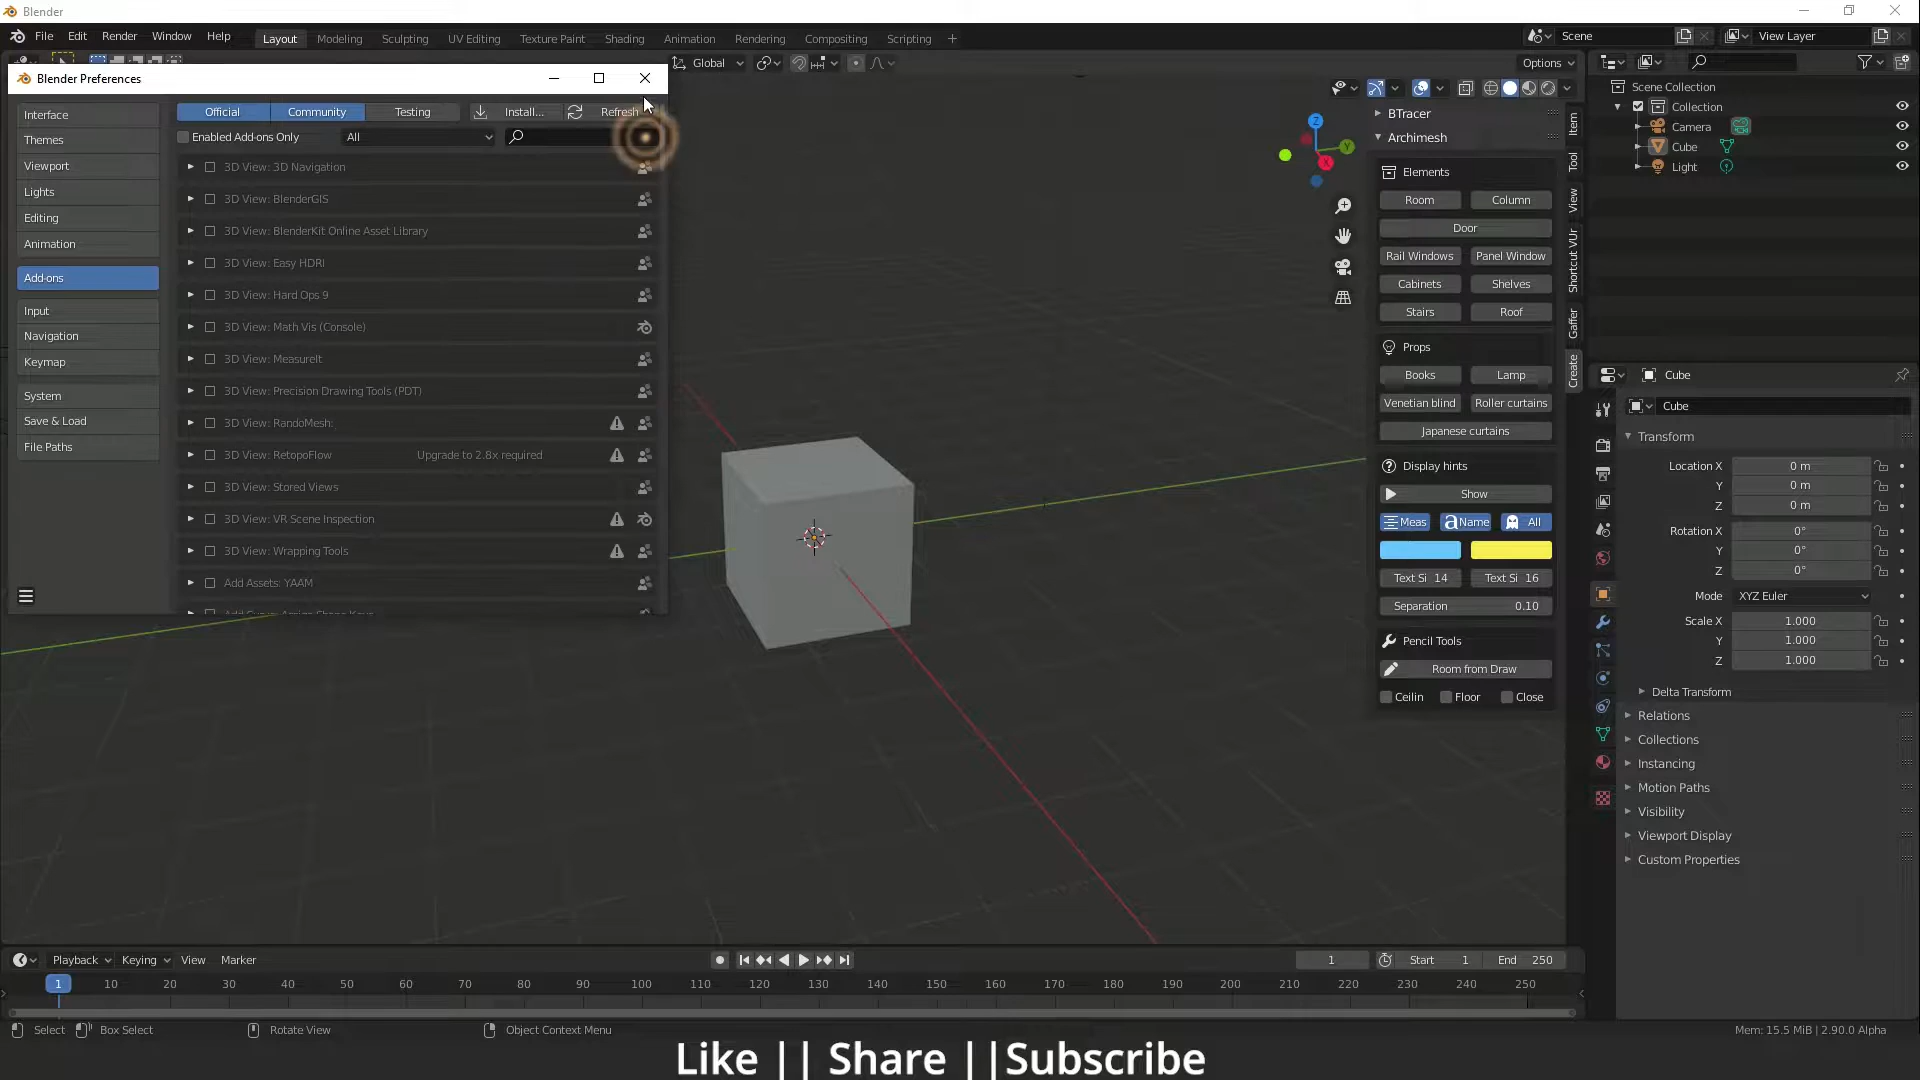 Blender
File Edit Render Window Help
Layout Modeling Sculpting UV Editing Texture Paint Shading Animation Rendering Compositing Scripting +
Scene
View Layer
Blender Preferences
Interface
Themes
Viewport
Lights
Editing
Animation
Add-ons
Input
Navigation
Keymap
System
Save & Load
File Paths
Official Community Testing Install... Refresh
Enabled Add-ons Only All
3D View: 3D Navigation
3D View: BlenderGIS
3D View: BlenderKit Online Asset Library
3D View: Easy HDRI
3D View: Hard Ops 9
3D View: Math Vis (Console)
3D View: MeasureIt
3D View: Precision Drawing Tools (PDT)
3D View: RandoMesh:
3D View: RetopoFlow Upgrade to 2.8x required
3D View: Stored Views
3D View: VR Scene Inspection
3D View: Wrapping Tools
Add Assets: YAAM
Global
Options
Z
Y
X
BTracer
Archimesh
Elements
Room Column
Door
Rail Windows Panel Window
Cabinets Shelves
Stairs Roof
Props
Books Lamp
Venetian blind Roller curtains
Japanese curtains
Display hints
Show
Meas Name All
Text Si 14 Text Si 16
Separation 0.10
Pencil Tools
Room from Draw
Ceilin Floor Close
Item
Tool
View
Shortcut VUr
Gaffer
Create
Scene Collection
Collection
Camera
Cube
Light
Cube
Cube
Transform
Location X 0 m
Y 0 m
Z 0 m
Rotation X 0°
Y 0°
Z 0°
Mode XYZ Euler
Scale X 1.000
Y 1.000
Z 1.000
Delta Transform
Relations
Collections
Instancing
Motion Paths
Visibility
Viewport Display
Custom Properties
Playback Keying View Marker
1 Start 1 End 250
1 10 20 30 40 50 60 70 80 90 100 110 120 130 140 150 160 170 180 190 200 210 220 230 240 250
Select Box Select Rotate View Object Context Menu
Mem: 15.5 MiB | 2.90.0 Alpha
Like || Share ||Subscribe